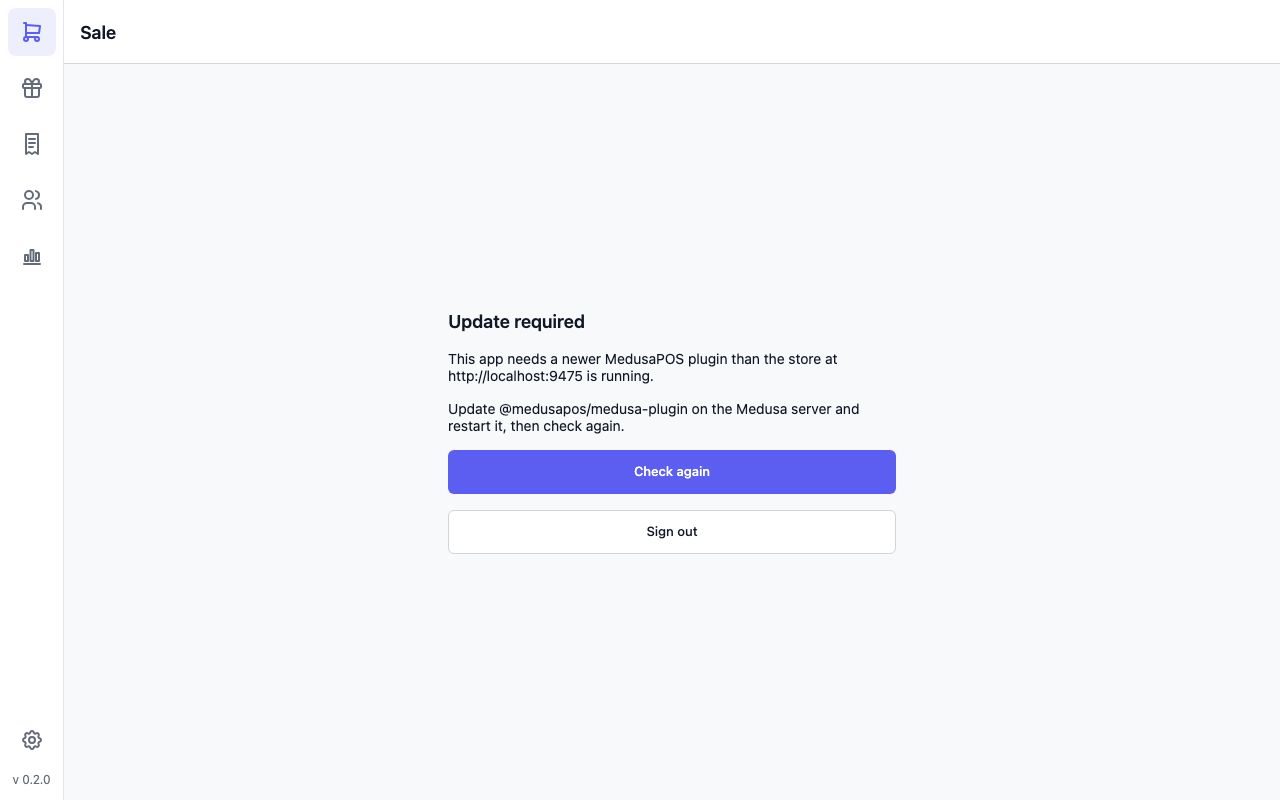 Sale
Update required
This app needs a newer MedusaPOS plugin than the store at
http://localhost:9475 is running.
Update @medusapos/medusa-plugin on the Medusa server and
restart it, then check again.
Check again
Sign out
v 0.2.0